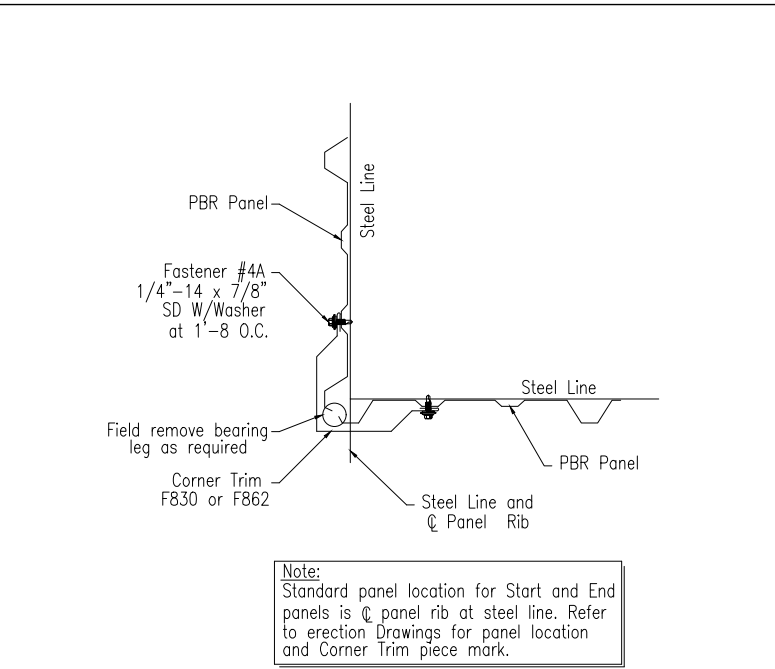 Steel Line
PBR Panel
Fastener #4A
1/4"-14 x 7/8"
SD W/Washer
at 1'-8 O.C.
Steel Line
Field remove bearing
leg as required
PBR Panel
Corner Trim
F830 or F862
Steel Line and
℄ Panel Rib
Note:
Standard panel location for Start and End
panels is ℄ panel rib at steel line. Refer
to erection Drawings for panel location
and Corner Trim piece mark.